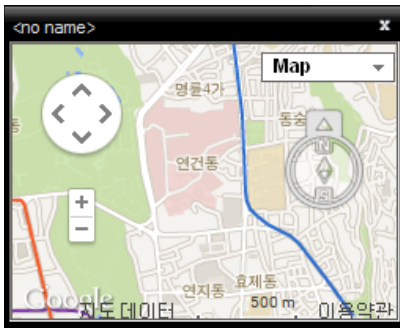 <no name> x
Map
명륜4가
동숭
연건동
N
S
+
−
효제동
연지동
500 m
Google
지도 데이터
이용약관